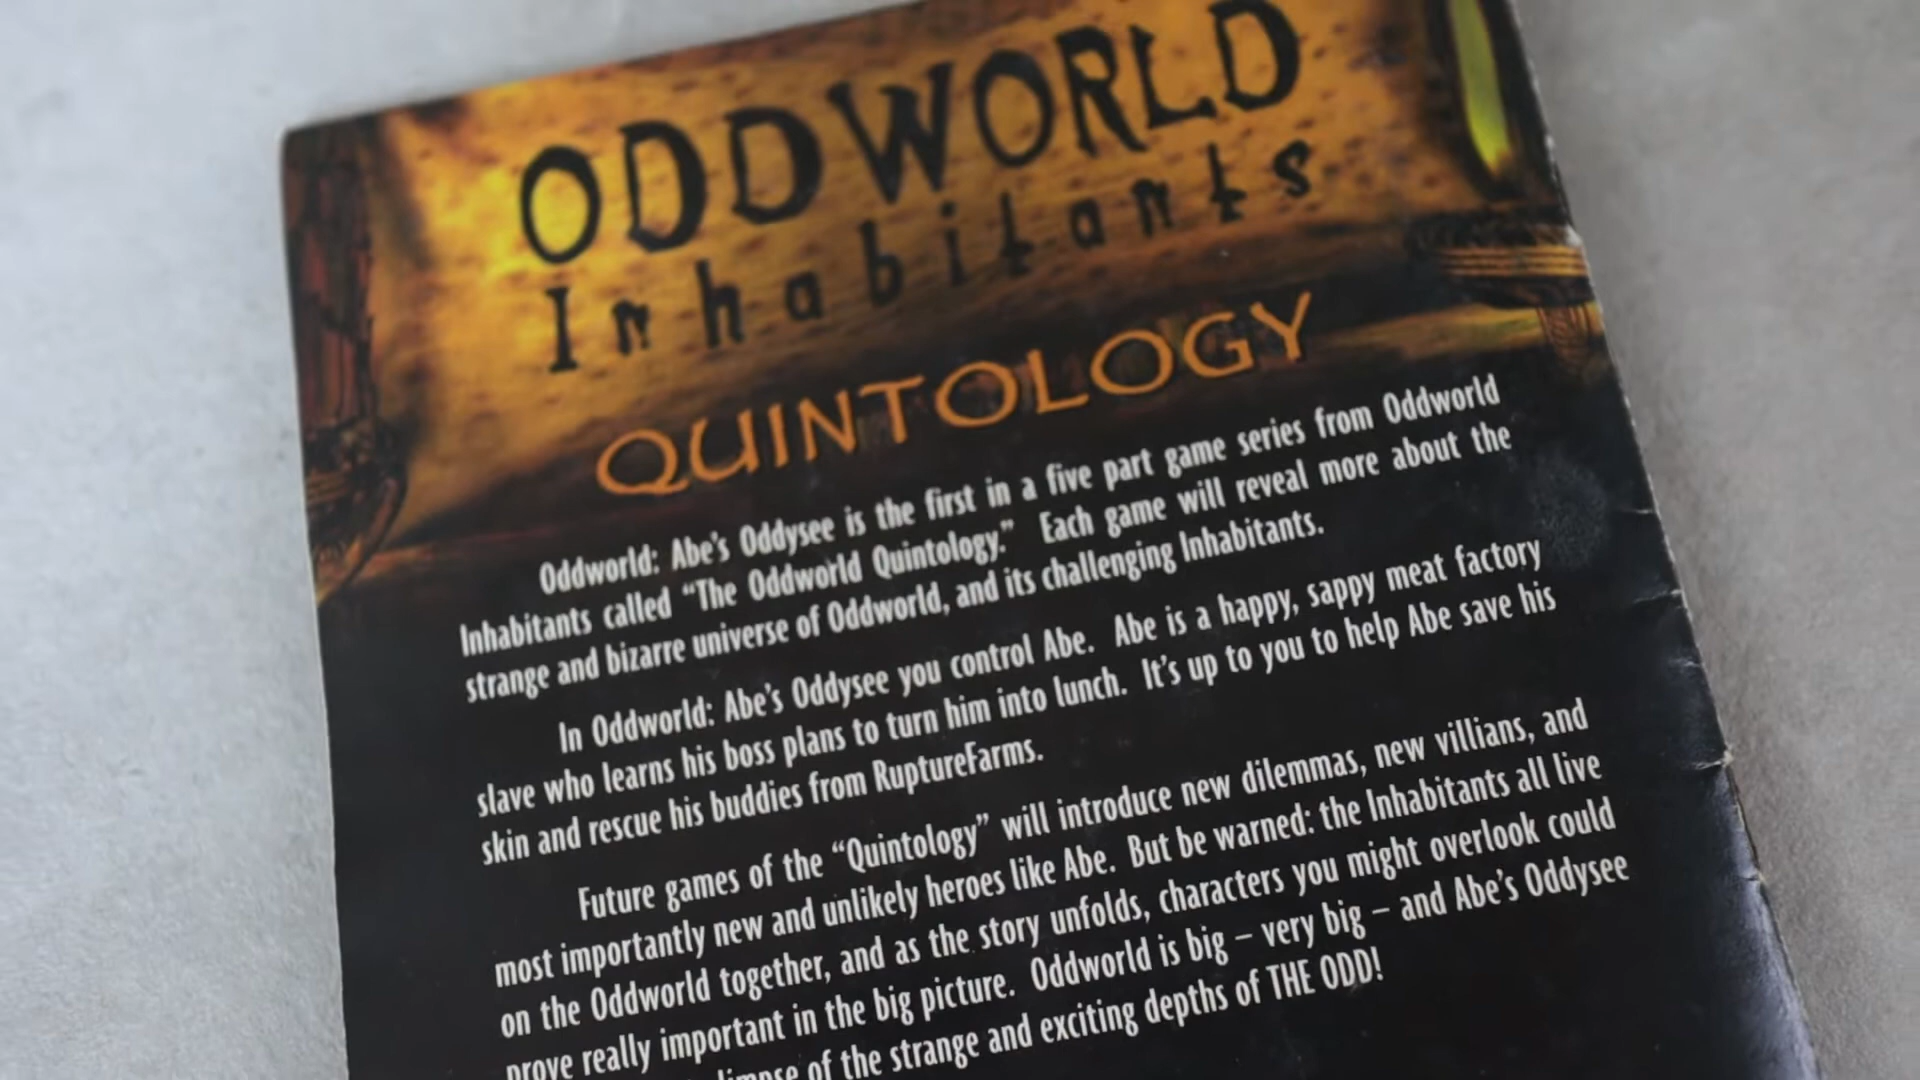 ODDWORLD
Inhabitants
QUINTOLOGY
Oddworld: Abe's Oddysee is the first in a five part game series from Oddworld
Inhabitants called “The Oddworld Quintology.” Each game will reveal more about the
strange and bizarre universe of Oddworld, and its challenging Inhabitants.
In Oddworld: Abe's Oddysee you control Abe. Abe is a happy, sappy meat factory
slave who learns his boss plans to turn him into lunch. It's up to you to help Abe save his
skin and rescue his buddies from RuptureFarms.
Future games of the “Quintology” will introduce new dilemmas, new villians, and
most importantly new and unlikely heroes like Abe. But be warned: the Inhabitants all live
on the Oddworld together, and as the story unfolds, characters you might overlook could
prove really important in the big picture. Oddworld is big – very big – and Abe's Oddysee
of the strange and exciting depths of THE ODD!